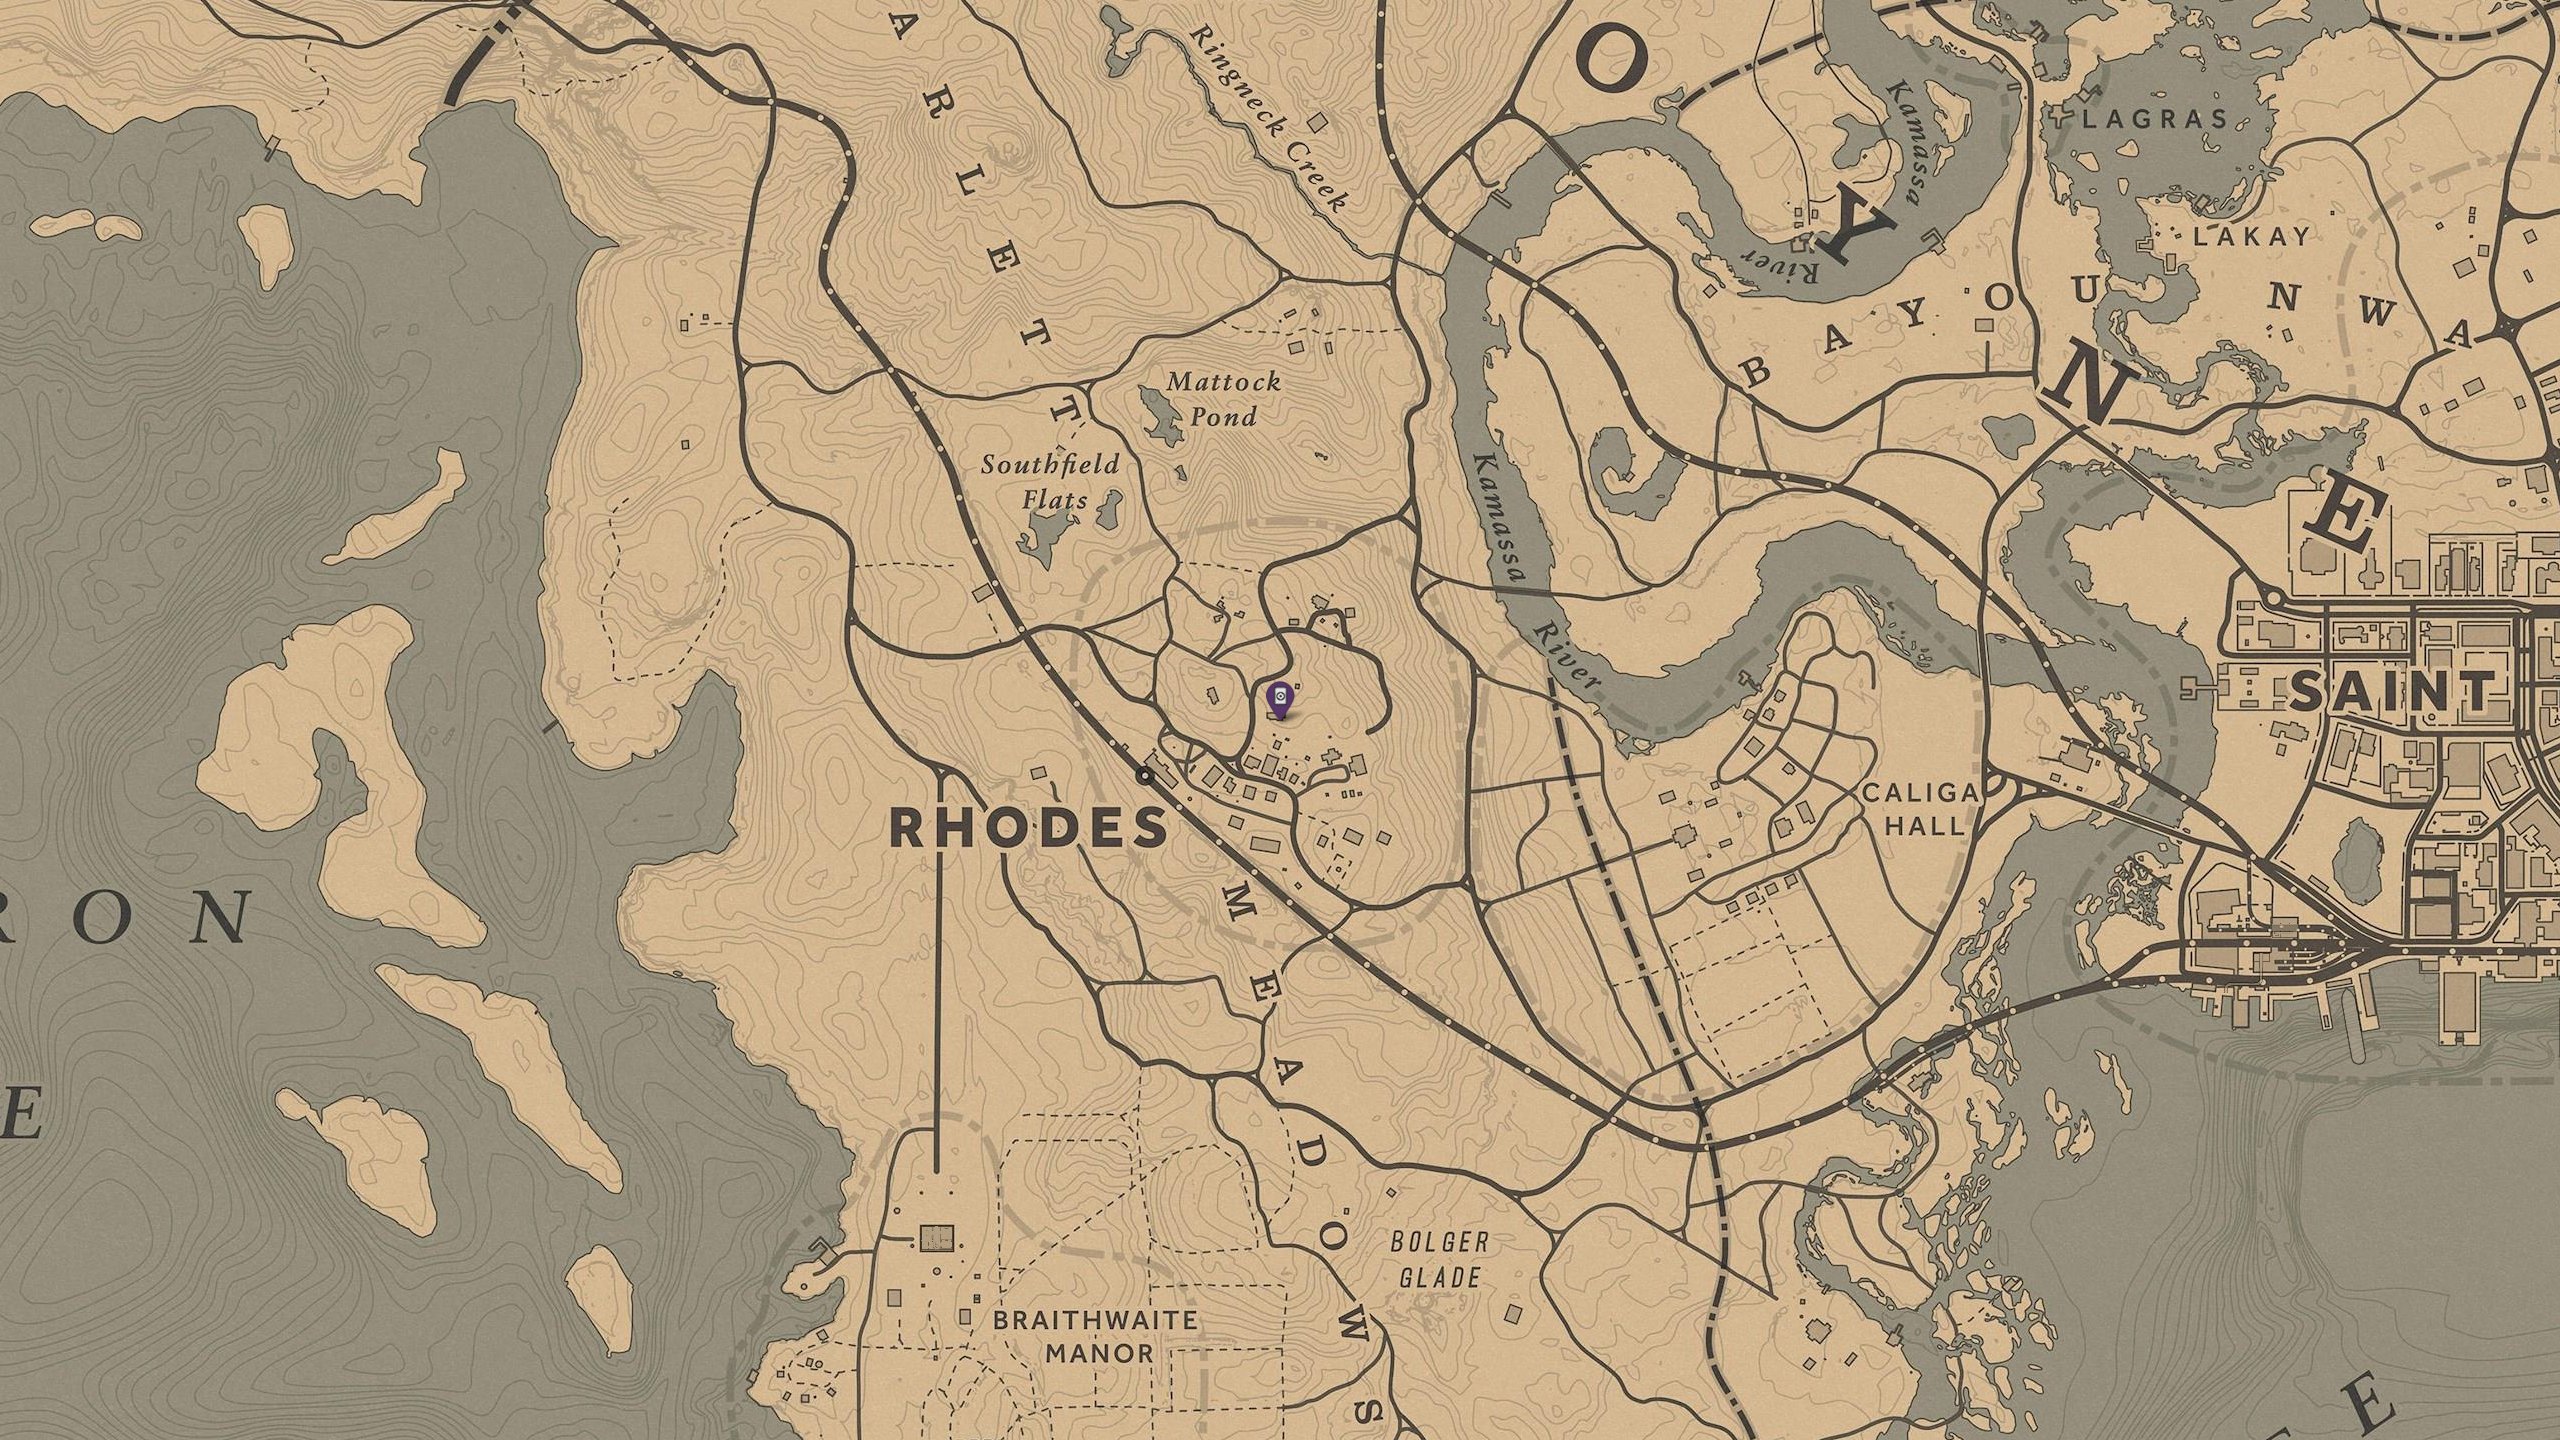 O
Y
N
E
ARLETT
Ringneck Creek
Kamassa
River
LAGRAS
LAKAY
BAYOU NWA
Mattock
Pond
Southfield
Flats
Kamassa
River
SAINT
RHODES
CALIGA
HALL
RON
E
MEADOWS
BOLGER
GLADE
BRAITHWAITE
MANOR
E